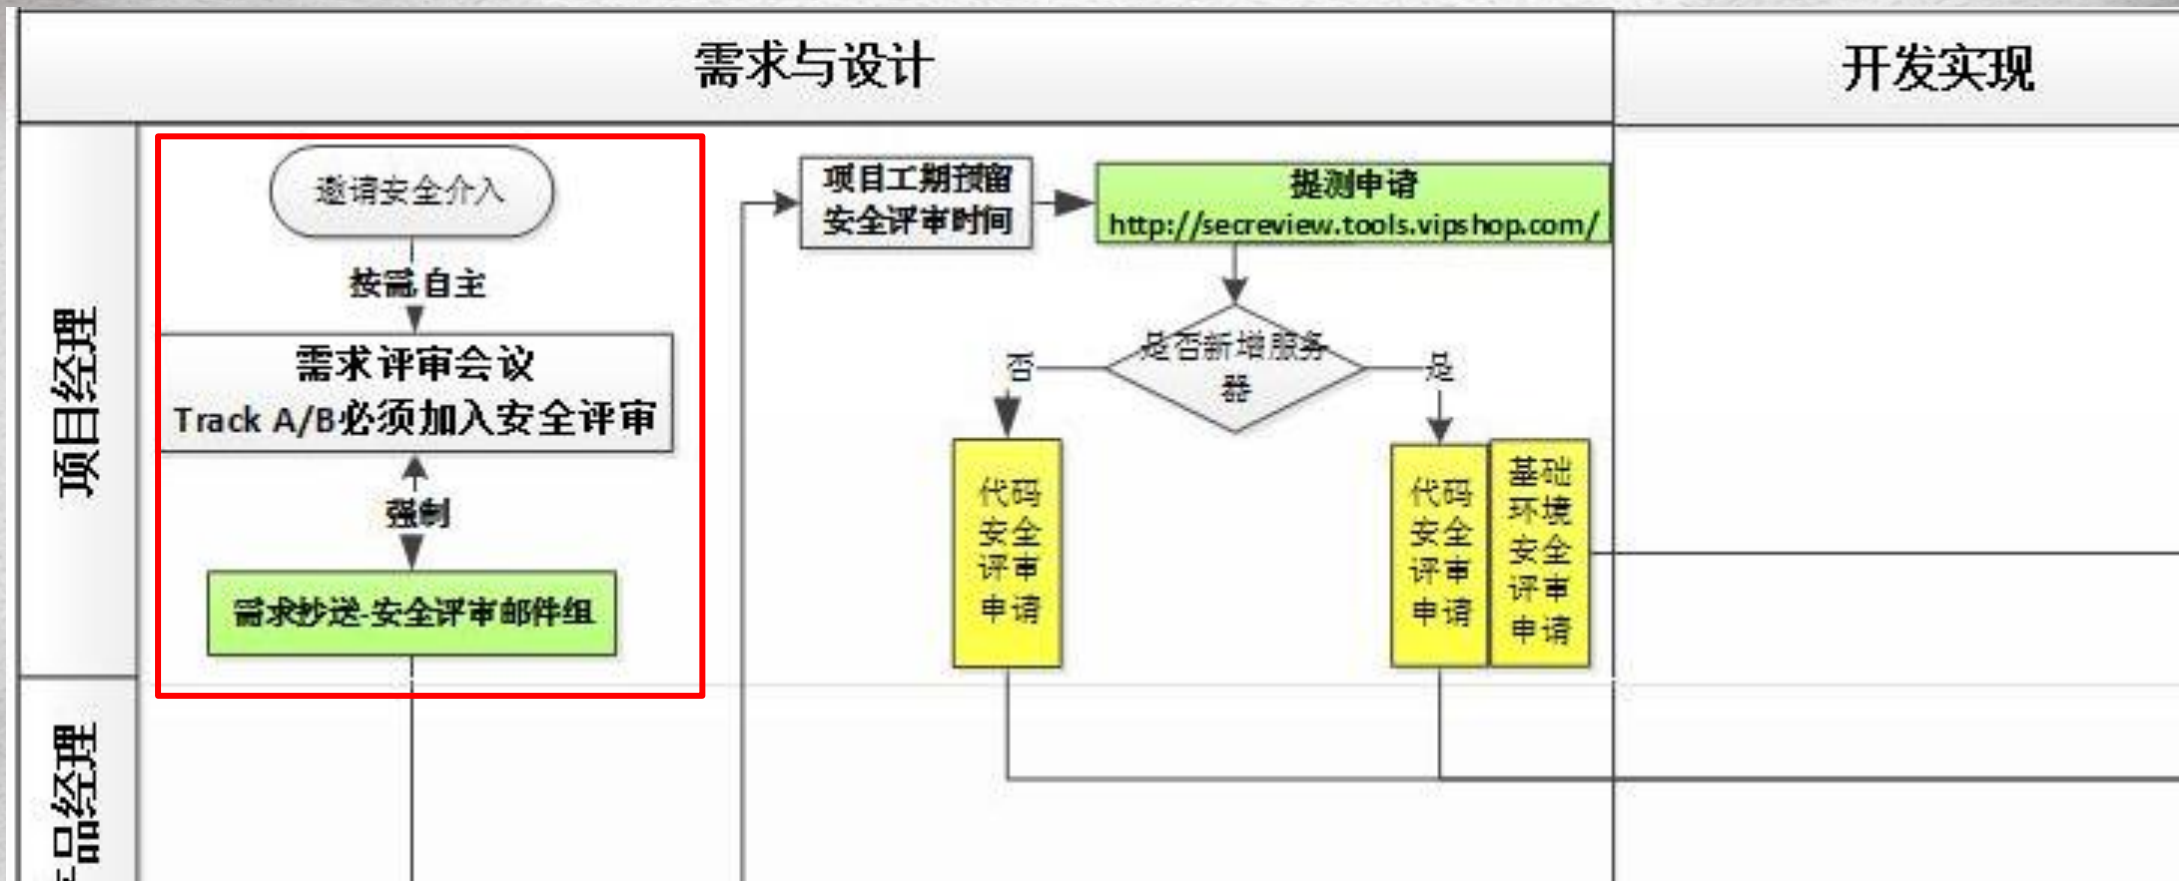 需求与设计
开发实现
项目经理
邀请安全介入
按需 自主
需求评审会议
Track A/B必须加入安全评审
强制
需求抄送-安全评审邮件组
项目工期预留
安全评审时间
提测申请
http://secreview.tools.vipshop.com/
是否新增服务
器
否
是
代码
安全
评审
申请
代码
安全
评审
申请
基础
环境
安全
评审
申请
品经理